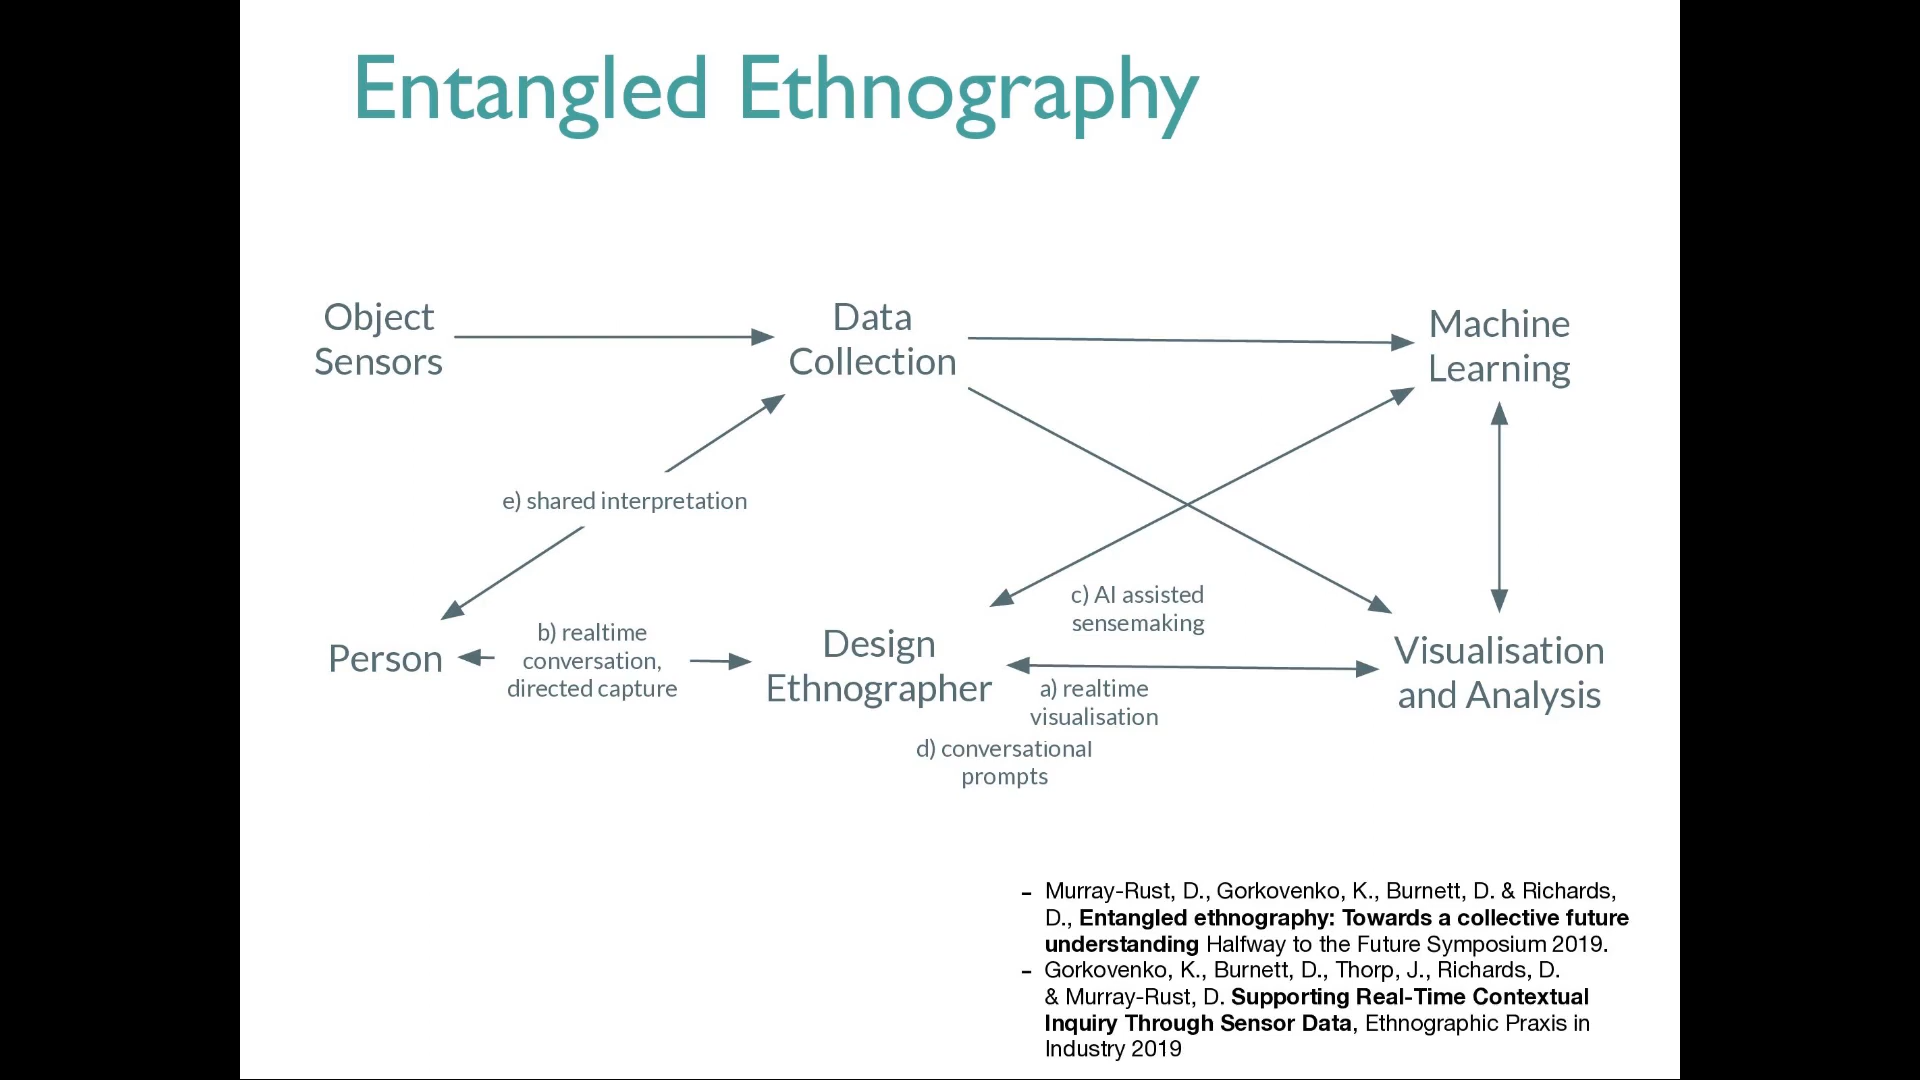 Entangled Ethnography
Object
Sensors
Data
Collection
Machine
Learning
e) shared interpretation
Person
b) realtime
conversation,
directed capture
Design
Ethnographer
c) AI assisted
sensemaking
a) realtime
visualisation
d) conversational
prompts
Visualisation
and Analysis
- Murray-Rust, D., Gorkovenko, K., Burnett, D. & Richards,
D., Entangled ethnography: Towards a collective future
understanding Halfway to the Future Symposium 2019.
- Gorkovenko, K., Burnett, D., Thorp, J., Richards, D.
& Murray-Rust, D. Supporting Real-Time Contextual
Inquiry Through Sensor Data, Ethnographic Praxis in
Industry 2019